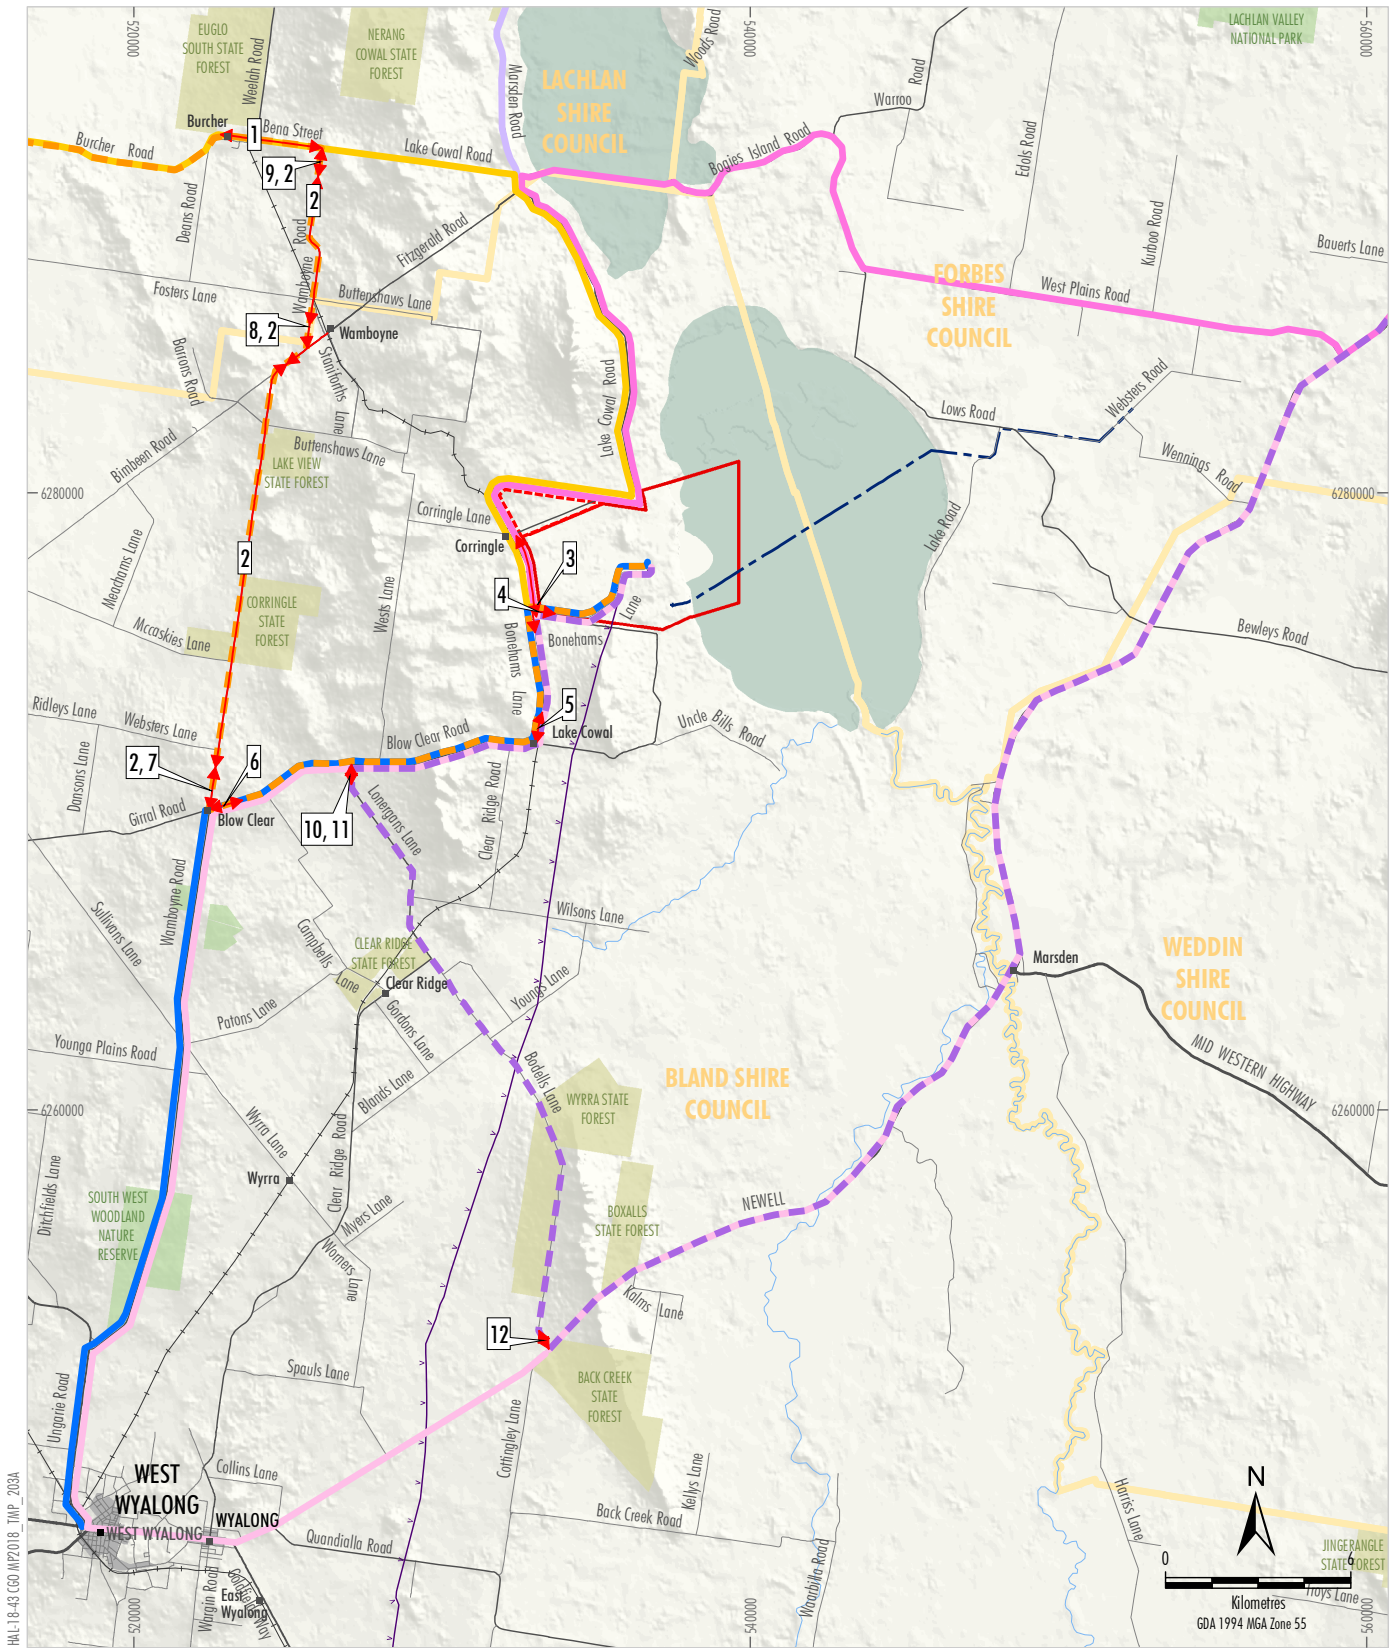 520000
540000
560000
EUGLO
SOUTH STATE
FOREST
NERANG
COWAL STATE
FOREST
LACHLAN VALLEY
NATIONAL PARK
Weelah Road
Marsden Road
Woods Road
LACHLAN
SHIRE
COUNCIL
Warroo Road
Burcher
1
Bena Street
Burcher Road
Lake Cowal Road
Bogies Island Road
Edols Road
9, 2
2
Deans Road
Fitzgerald Road
Kurboo Road
Bauerts Lane
Wamboyne Road
Fosters Lane
Buttenshaws Lane
FORBES
SHIRE
COUNCIL
West Plains Road
8, 2
Wamboyne
Barrons Road
Staniforths Lane
Lake Cowal Road
Websters Road
Lows Road
Bimbeen Road
Buttenshaws Lane
LAKE VIEW
STATE FOREST
Wennings Road
6280000
6280000
Corringle Lane
Corringle
Lake Road
Meachams Lane
2
3
4
Wests Lane
CORRINGLE
STATE
FOREST
Mccaskies Lane
Bonehams Lane
Bonehams Lane
Bewleys Road
Ridleys Lane
Websters Lane
5
Lake Cowal
Uncle Bills Road
Blow Clear Road
Dansons Lane
2, 7
6
Clear Ridge Road
Girral Road
Blow Clear
Lonergans Lane
10, 11
Wamboyne Road
Sullivans Lane
Wilsons Lane
Campbells Lane
CLEAR RIDGE
STATE FOREST
Clear Ridge
WEDDIN
SHIRE
COUNCIL
Marsden
Youngs Lane
Patons Lane
Gordons Lane
Younga Plains Road
Bodells Lane
MID WESTERN HIGHWAY
BLAND SHIRE
COUNCIL
Blands Lane
WYRRA STATE
FOREST
6260000
6260000
Wyrra Lane
Clear Ridge Road
Ditchfields Lane
Wyrra
SOUTH WEST
WOODLAND
NATURE
RESERVE
NEWELL
BOXALLS
STATE FOREST
Myers Lane
Worners Lane
Kalms Lane
12
Spauls Lane
BACK CREEK
STATE
FOREST
Ungarie Road
Cottingley Lane
Collins Lane
Kellys Lane
WEST
WYALONG
WYALONG
WEST WYALONG
Back Creek Road
Harriss Lane
Quandialla Road
Wargin Road
Goldfields Way
East
Wyalong
Waarbilla Road
N
0
6
Kilometres
GDA 1994 MGA Zone 55
JINGERANGLE
STATE FOREST
520000
540000
560000
HAL-18-43 CGO MP2018_TMP_203A